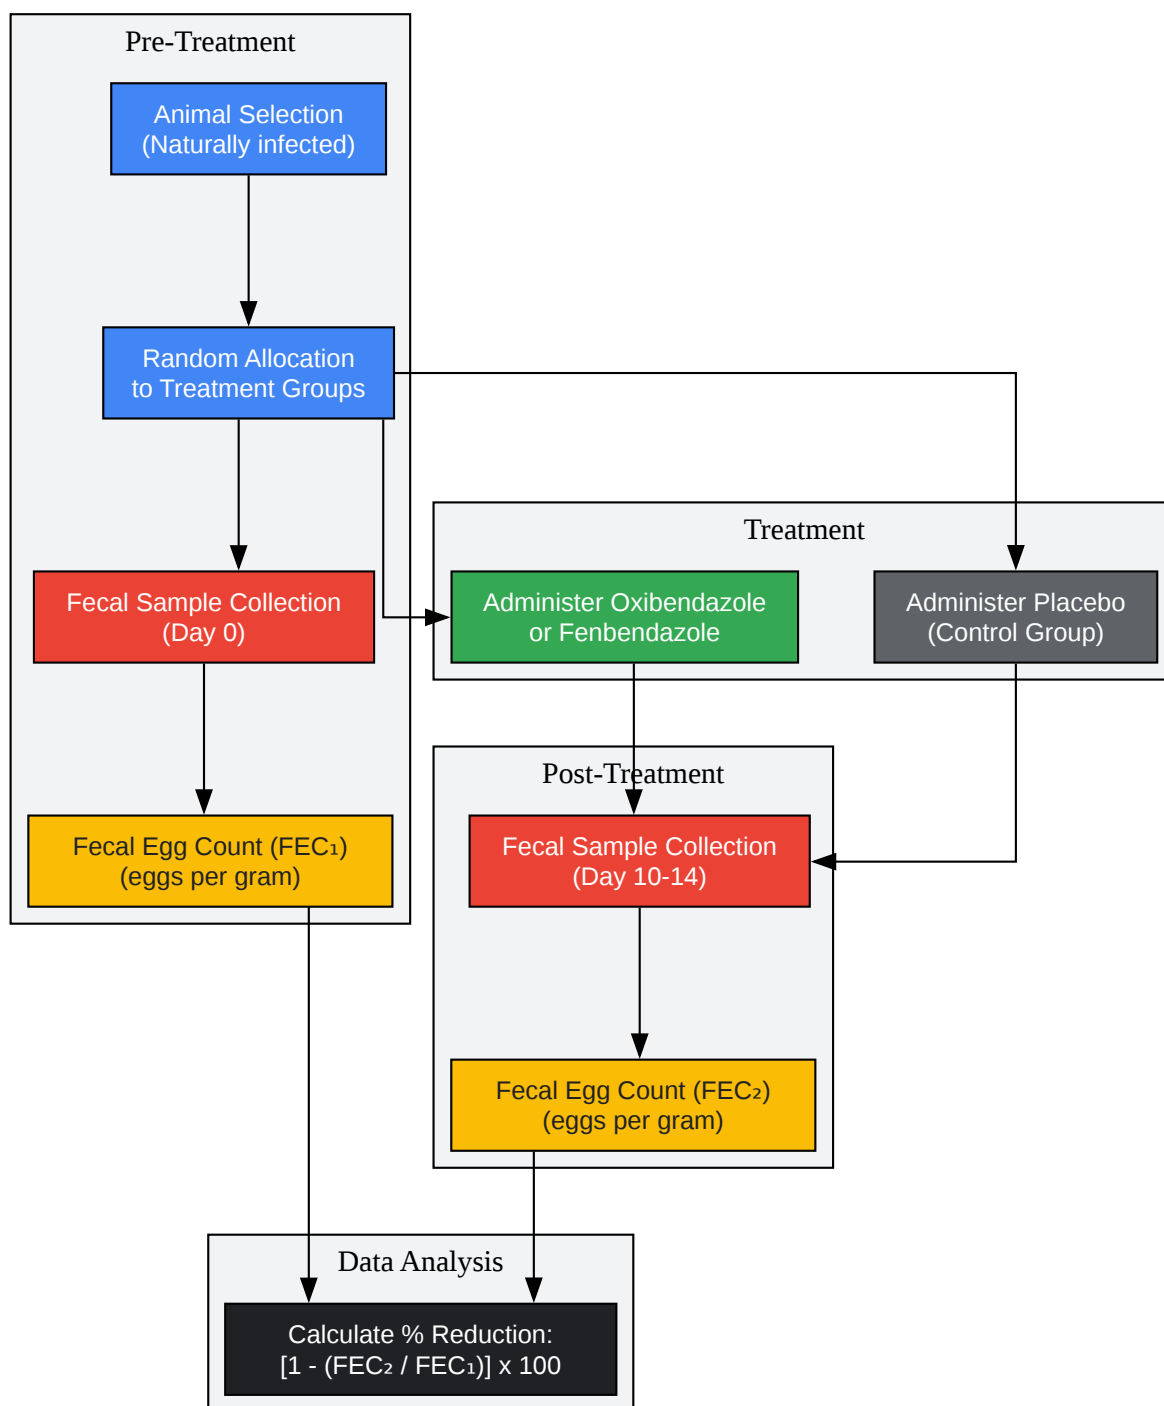 Pre-Treatment
Animal Selection
(Naturally infected)
Random Allocation
to Treatment Groups
Fecal Sample Collection
(Day 0)
Fecal Egg Count (FEC₁)
(eggs per gram)
Treatment
Administer Oxibendazole
or Fenbendazole
Administer Placebo
(Control Group)
Post-Treatment
Fecal Sample Collection
(Day 10-14)
Fecal Egg Count (FEC₂)
(eggs per gram)
Data Analysis
Calculate % Reduction:
[1 - (FEC₂ / FEC₁)] x 100